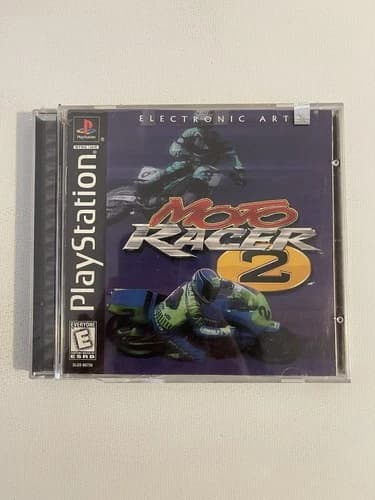 ELECTRONIC ARTS
PlayStation
MOTO
RACER
2
EVERYONE
E
ESRB